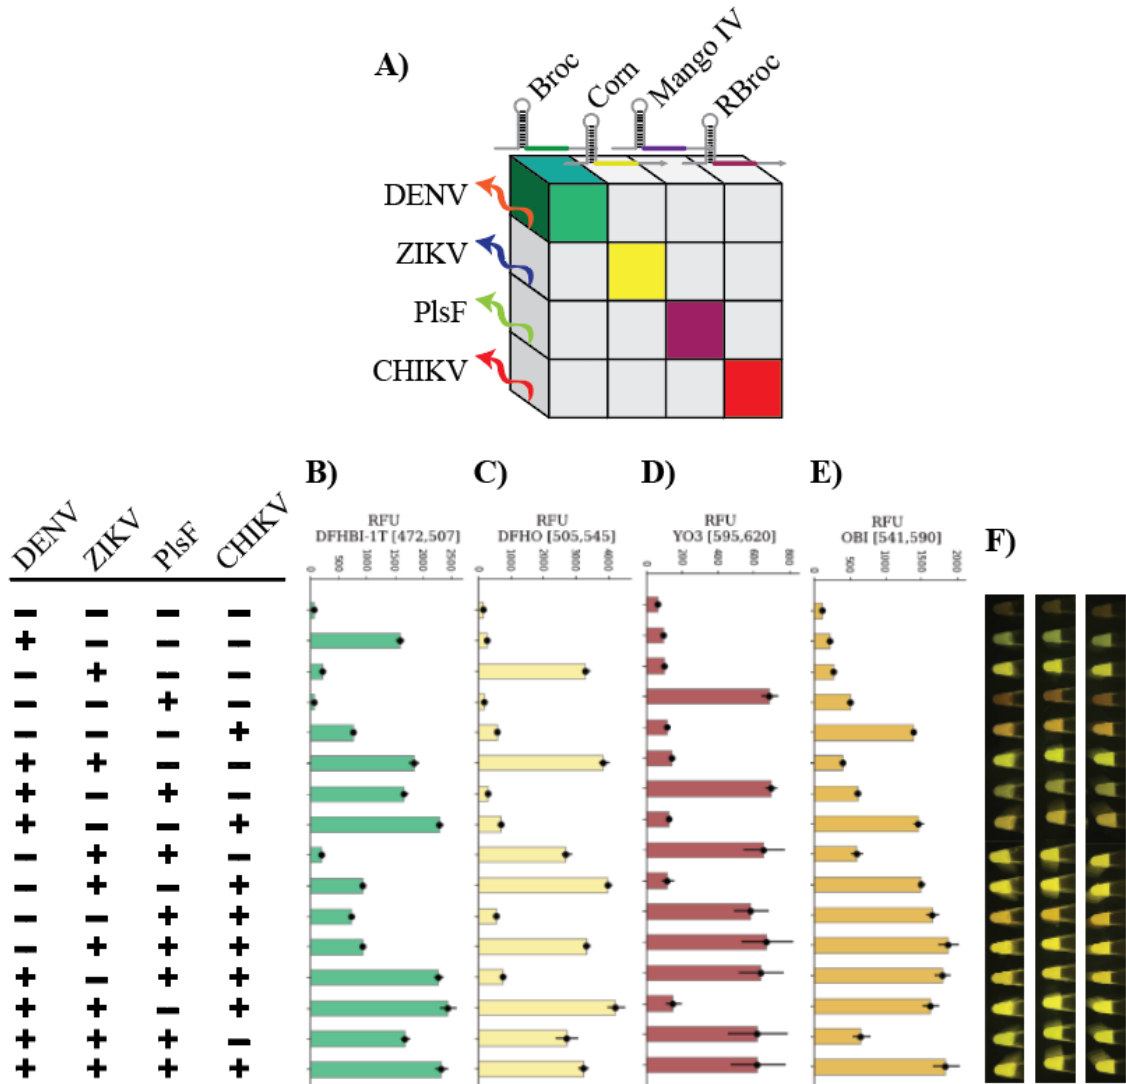 A)
Broc
Corn
Mango IV
RBroc
DENV
ZIKV
PlsF
CHIKV
B)
C)
D)
E)
F)
DENV
ZIKV
PlsF
CHIKV
RFU
DFHBI-1T [472,507]
0
500
1000
1500
2000
2500
RFU
DFHO [505,545]
0
1000
2000
3000
4000
RFU
YO3 [595,620]
0
200
400
600
800
RFU
OBI [541,590]
0
500
1000
1500
2000
− − − −
+ − − −
− + − −
− − + −
− − − +
+ + − −
+ − + −
+ − − +
− + + −
− + − +
− − + +
− + + +
+ − + +
+ + − +
+ + + −
+ + + +